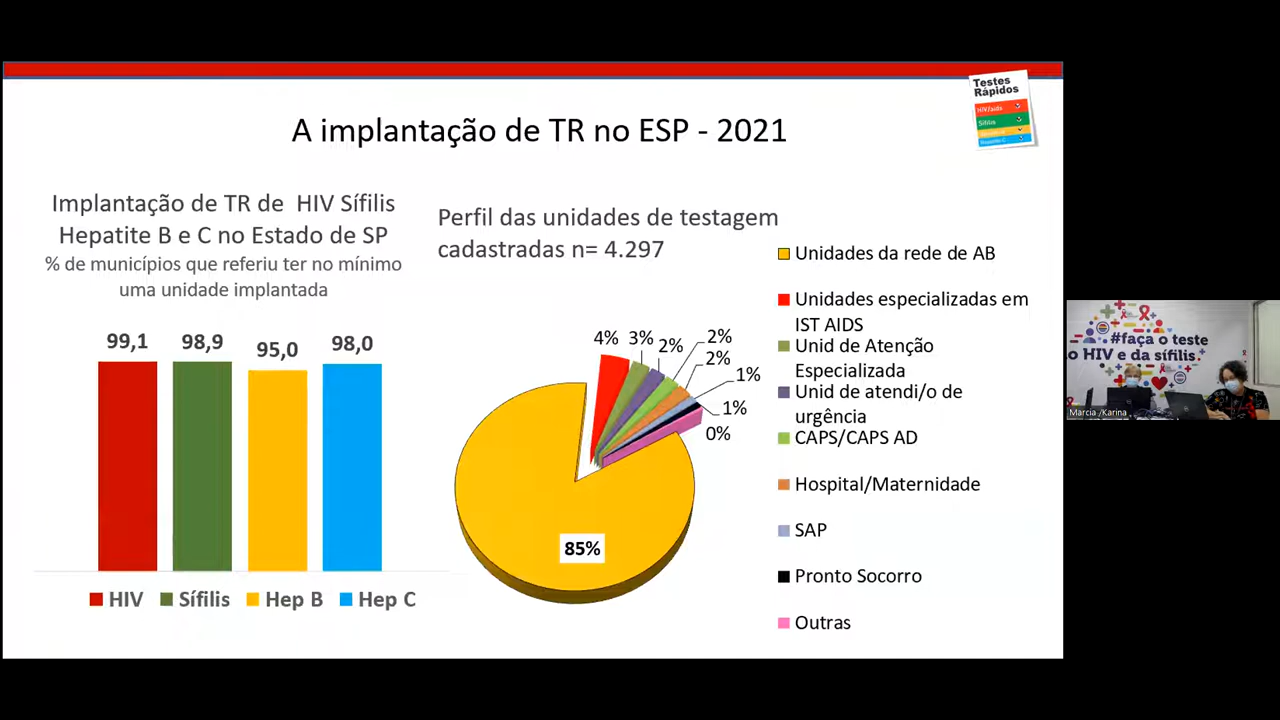 Testes
Rápidos
HIV/aids
Sífilis
Hepatite C
A implantação de TR no ESP - 2021
Implantação de TR de HIV Sífilis
Hepatite B e C no Estado de SP
% de municípios que referiu ter no mínimo
uma unidade implantada
99,1
98,9
95,0
98,0
HIV
Sífilis
Hep B
Hep C
Perfil das unidades de testagem
cadastradas n= 4.297
4%
3%
2%
2%
2%
1%
1%
0%
85%
Unidades da rede de AB
Unidades especializadas em
IST AIDS
Unid de Atenção
Especializada
Unid de atendi/o de
urgência
CAPS/CAPS AD
Hospital/Maternidade
SAP
Pronto Socorro
Outras
#faça o teste
o HIV e da sífilis
Marcia /Karina